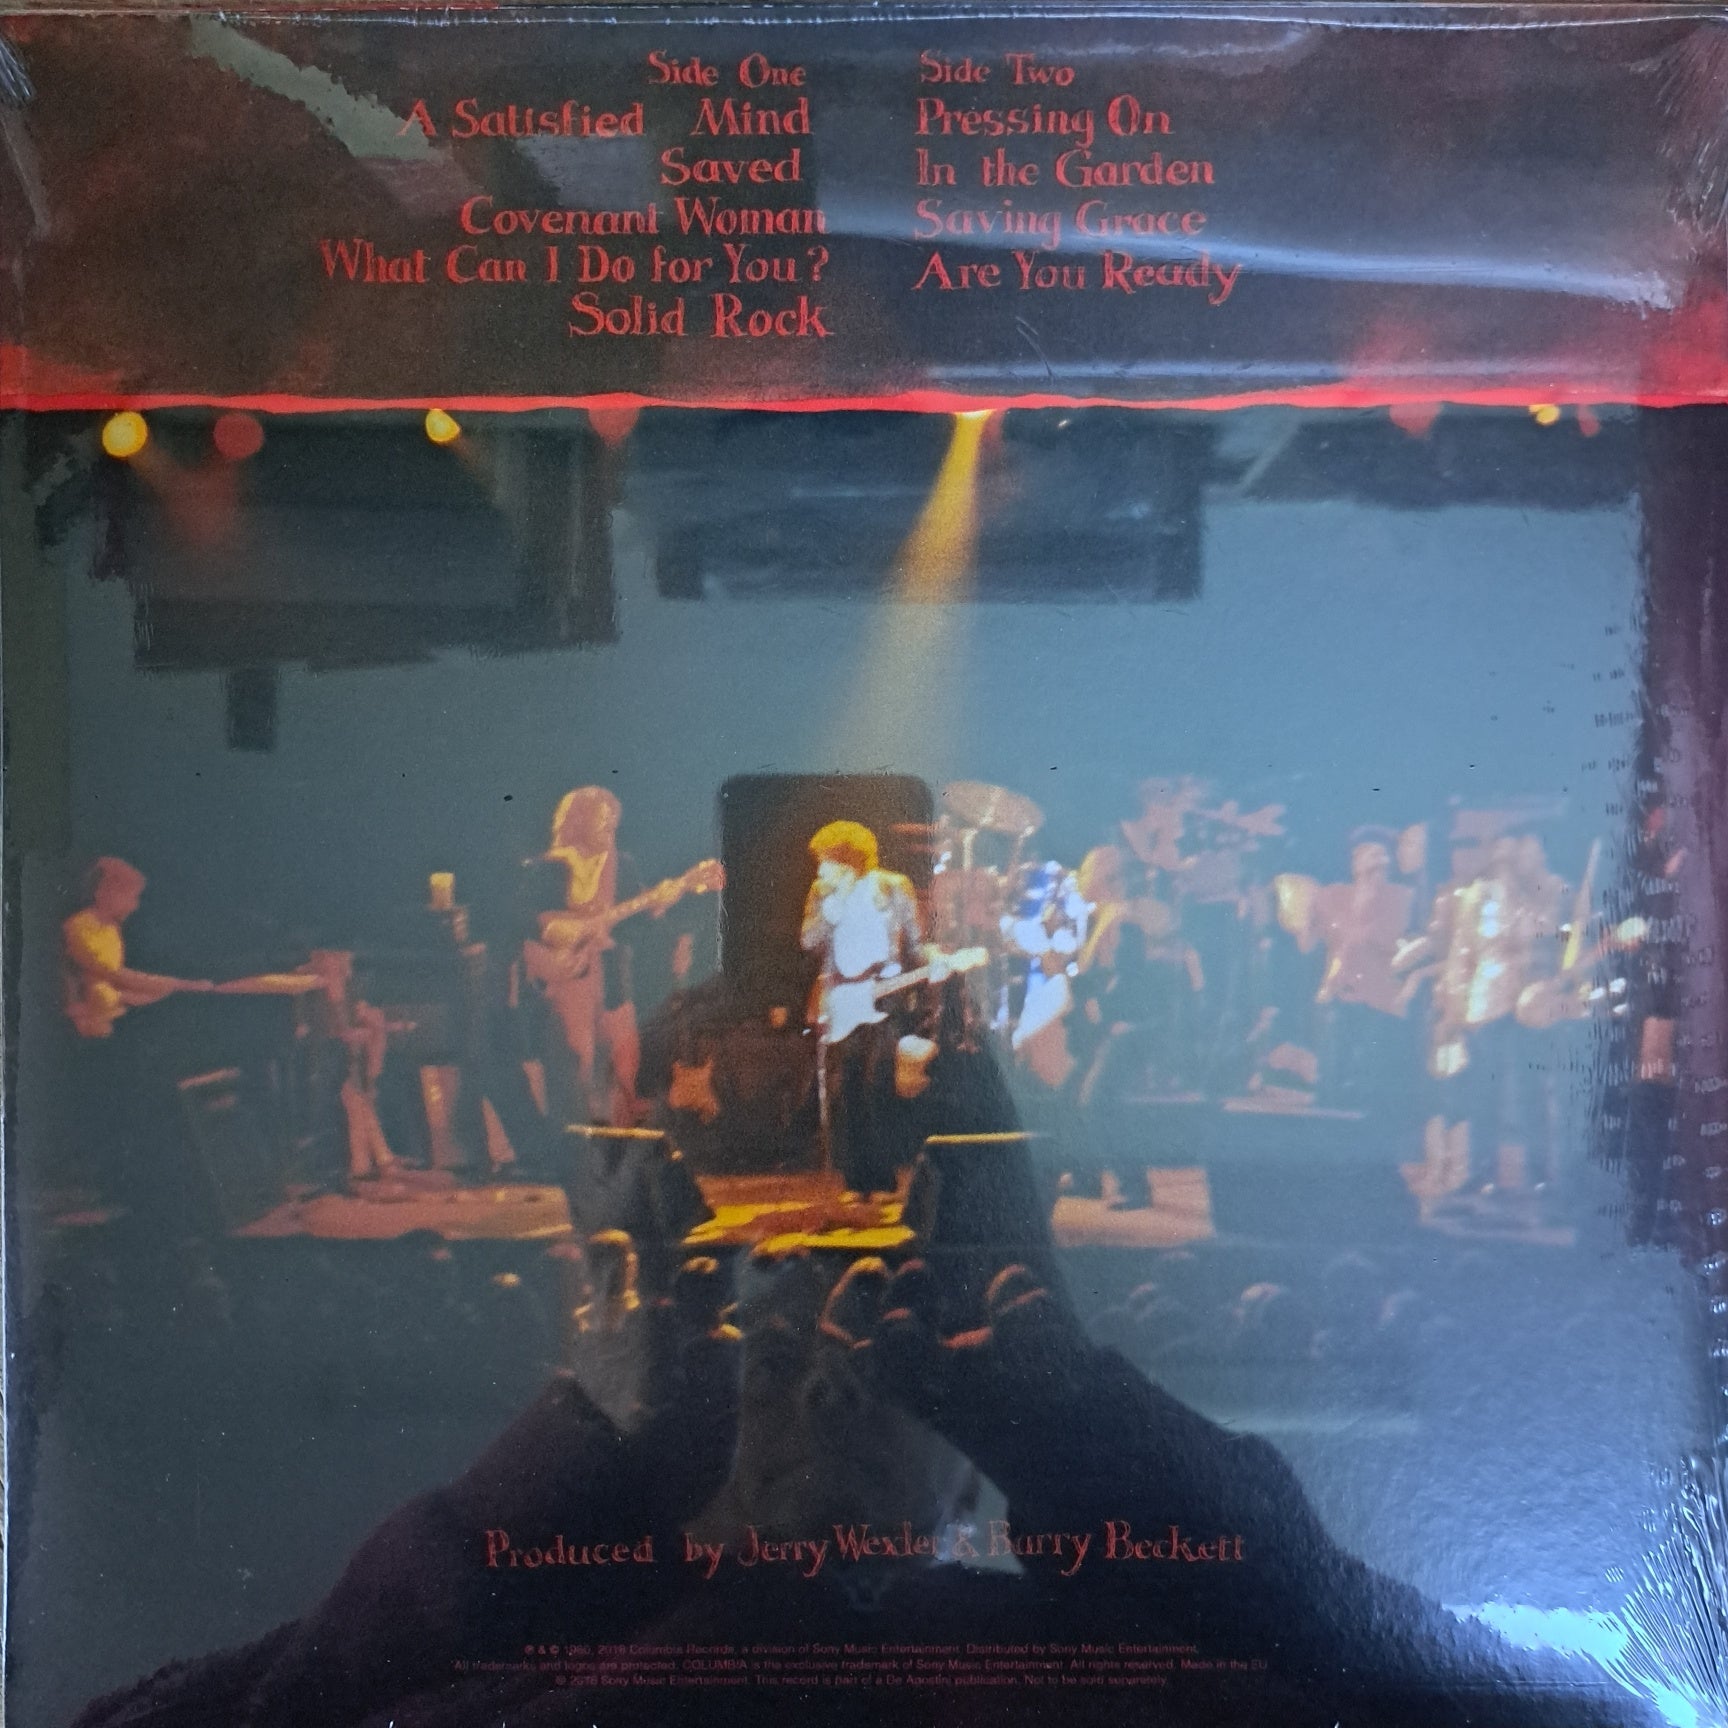 Side One
A Satisfied Mind
Saved
Covenant Woman
What Can I Do for You?
Solid Rock
Side Two
Pressing On
In the Garden
Saving Grace
Are You Ready
Produced by Jerry Wexler & Barry Beckett
℗ & © 1980, 2018 Columbia Records, a division of Sony Music Entertainment. Distributed by Sony Music Entertainment.
All trademarks and logos are protected. COLUMBIA is the exclusive trademark of Sony Music Entertainment. All rights reserved. Made in the EU
© 2018 Sony Music Entertainment. This record is part of a De Agostini publication. Not to be sold separately.